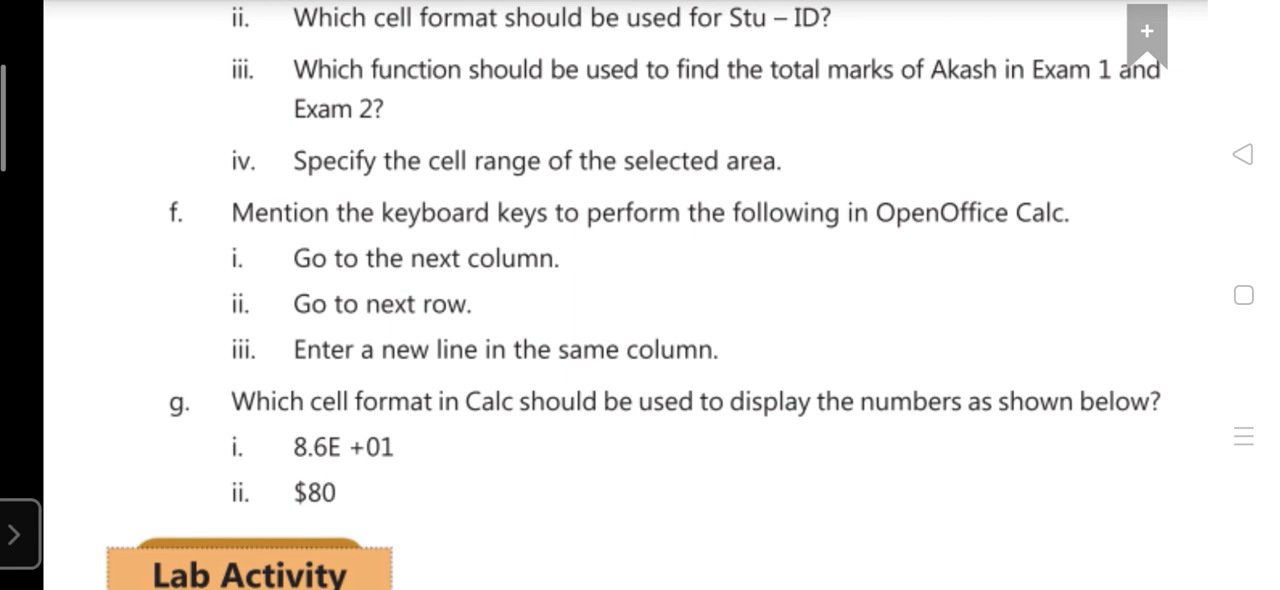 ii. Which cell format should be used for Stu – ID?
iii. Which function should be used to find the total marks of Akash in Exam 1 and
Exam 2?
iv. Specify the cell range of the selected area.
f. Mention the keyboard keys to perform the following in OpenOffice Calc.
i. Go to the next column.
ii. Go to next row.
iii. Enter a new line in the same column.
g. Which cell format in Calc should be used to display the numbers as shown below?
i. 8.6E +01
ii. $80
Lab Activity